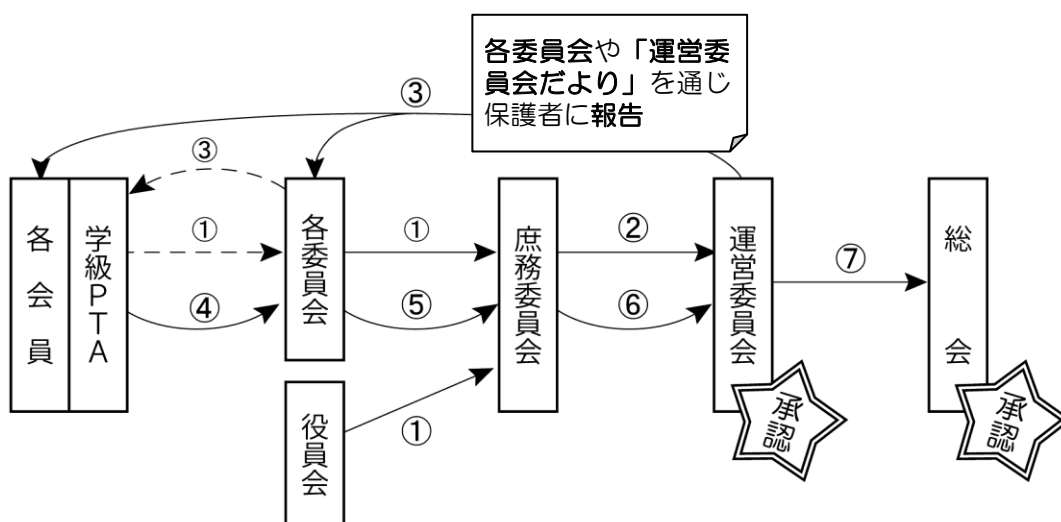 各委員会や「運営委
員会だより」を通じ
保護者に報告
③
③
①
④
各会員
学級PTA
各委員会
役員会
①
⑤
①
庶務委員会
②
⑥
運営委員会
承認
⑦
総会
承認